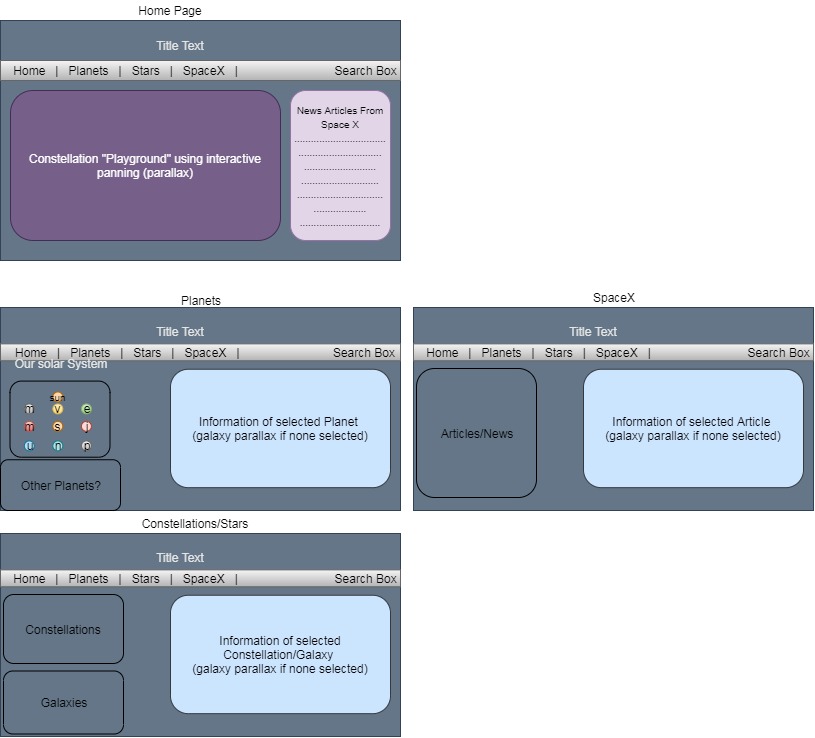 Home Page
Title Text
Home | Planets | Stars | SpaceX | Search Box
Constellation "Playground" using interactive
panning (parallax)
News Articles From
Space X
Planets
Title Text
Home | Planets | Stars | SpaceX | Search Box
Our solar System
sun
m v e
m s j
u n p
Other Planets?
Information of selected Planet
(galaxy parallax if none selected)
SpaceX
Title Text
Home | Planets | Stars | SpaceX | Search Box
Articles/News
Information of selected Article
(galaxy parallax if none selected)
Constellations/Stars
Title Text
Home | Planets | Stars | SpaceX | Search Box
Constellations
Galaxies
Information of selected
Constellation/Galaxy
(galaxy parallax if none selected)